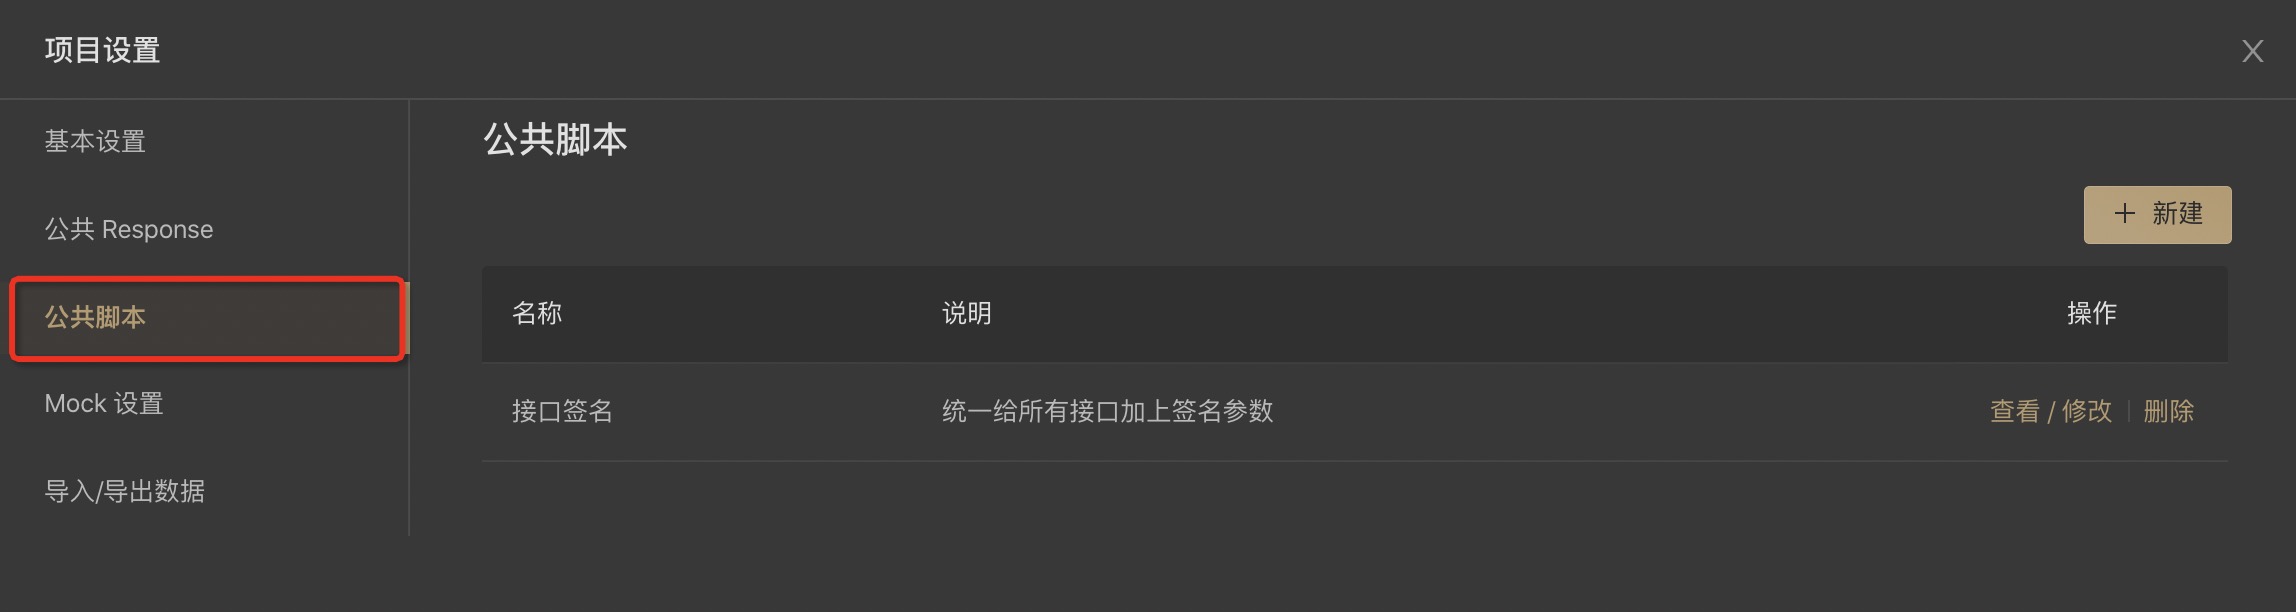 项目设置
X
基本设置
公共 Response
公共脚本
Mock 设置
导入/导出数据
公共脚本
+ 新建
名称 说明 操作
接口签名 统一给所有接口加上签名参数 查看 / 修改 | 删除